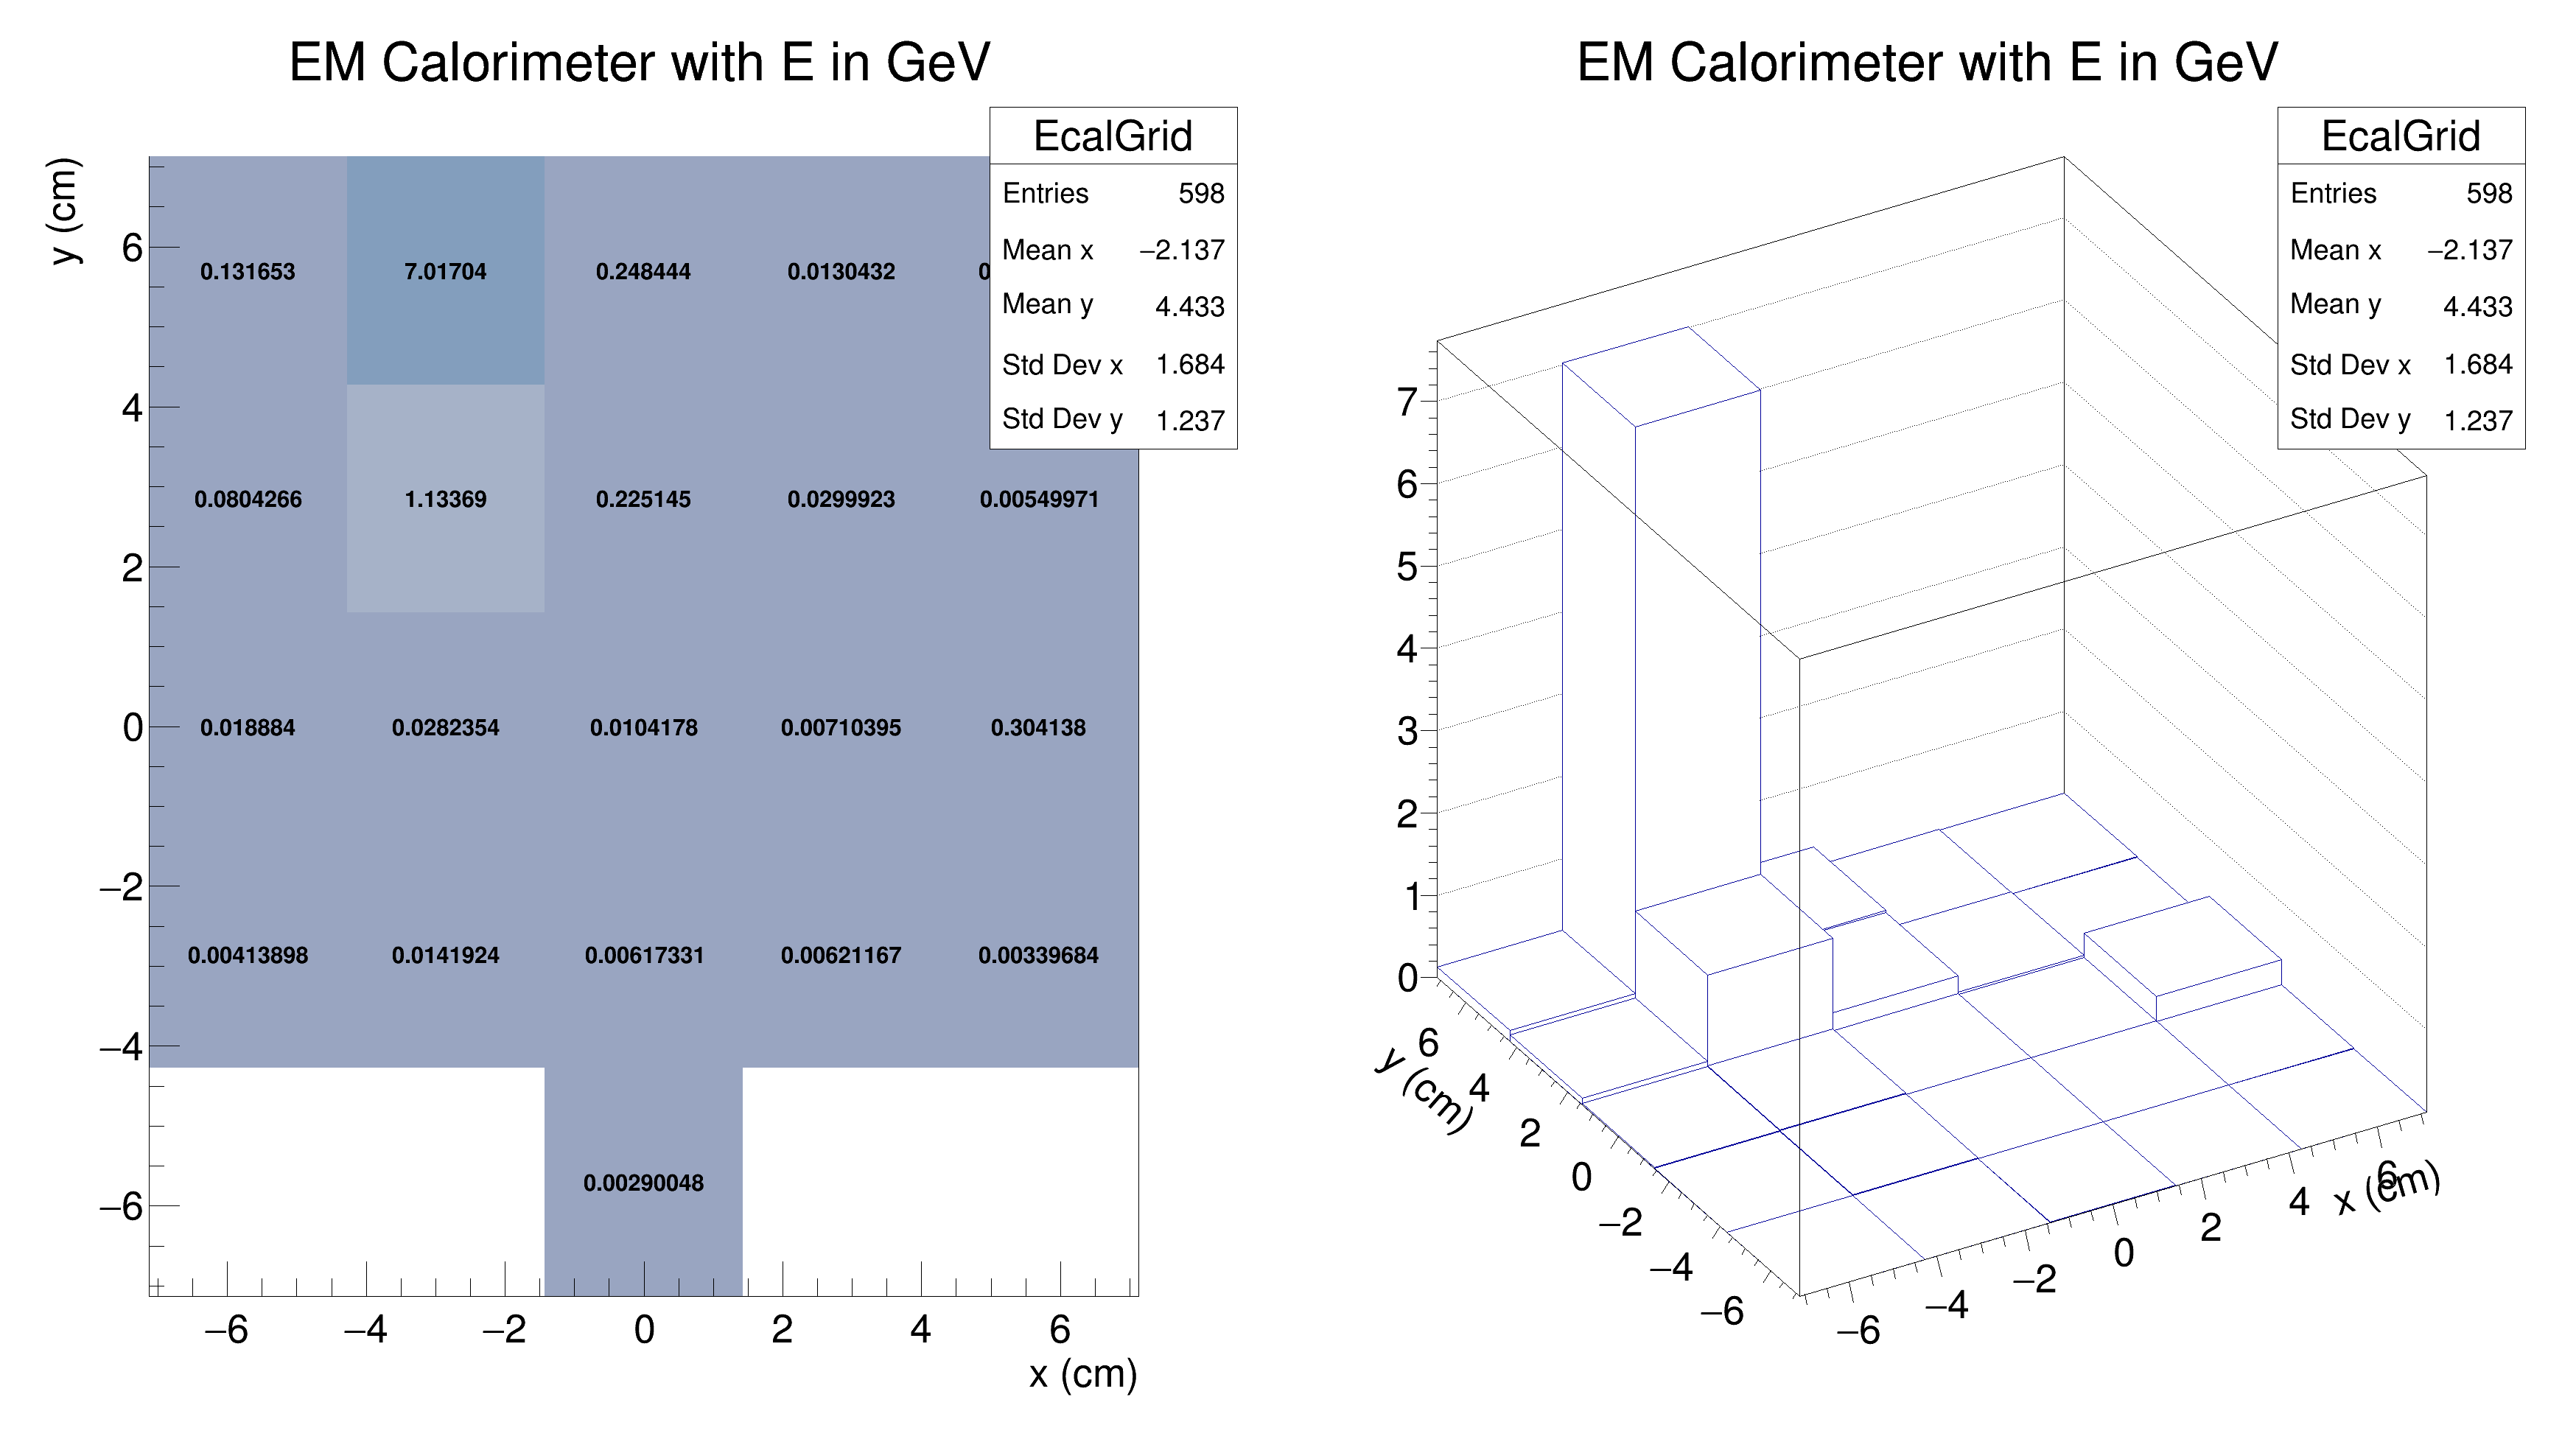 EM Calorimeter with E in GeV
EcalGrid
Entries 598
Mean x −2.137
Mean y 4.433
Std Dev x 1.684
Std Dev y 1.237
y (cm)
6
4
2
0
−2
−4
−6
0.131653 7.01704 0.248444 0.0130432
0.0804266 1.13369 0.225145 0.0299923 0.00549971
0.018884 0.0282354 0.0104178 0.00710395 0.304138
0.00413898 0.0141924 0.00617331 0.00621167 0.00339684
0.00290048
−6 −4 −2 0 2 4 6
x (cm)
EM Calorimeter with E in GeV
EcalGrid
Entries 598
Mean x −2.137
Mean y 4.433
Std Dev x 1.684
Std Dev y 1.237
7
6
5
4
3
2
1
0
y (cm)
6
4
2
0
−2
−4
−6
−6 −4 −2 0 2 4 6
x (cm)